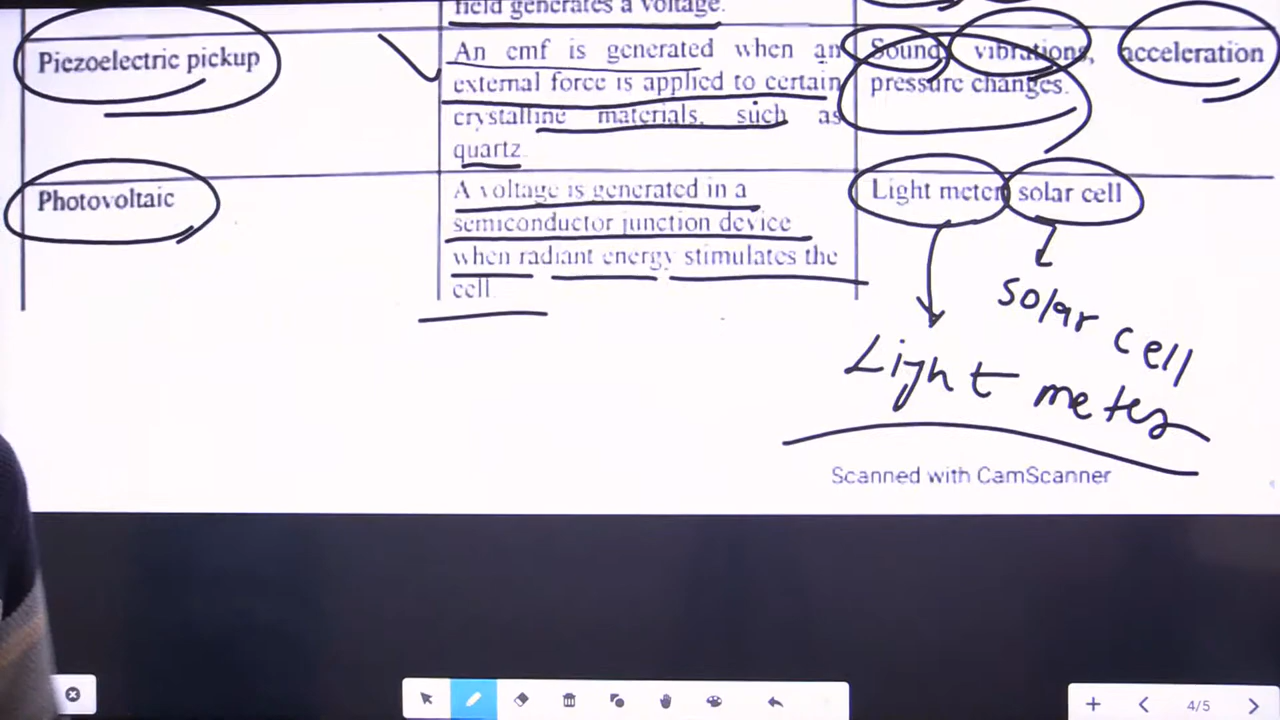 field generates a voltage.
Piezoelectric pickup
An emf is generated when an
external force is applied to certain
crystalline materials, such as
quartz
Sound, vibrations, acceleration
pressure changes.
Photovoltaic
A voltage is generated in a
semiconductor junction device
when radiant energy stimulates the
cell
Light meter solar cell
solar cell
Light meter
Scanned with CamScanner
4/5